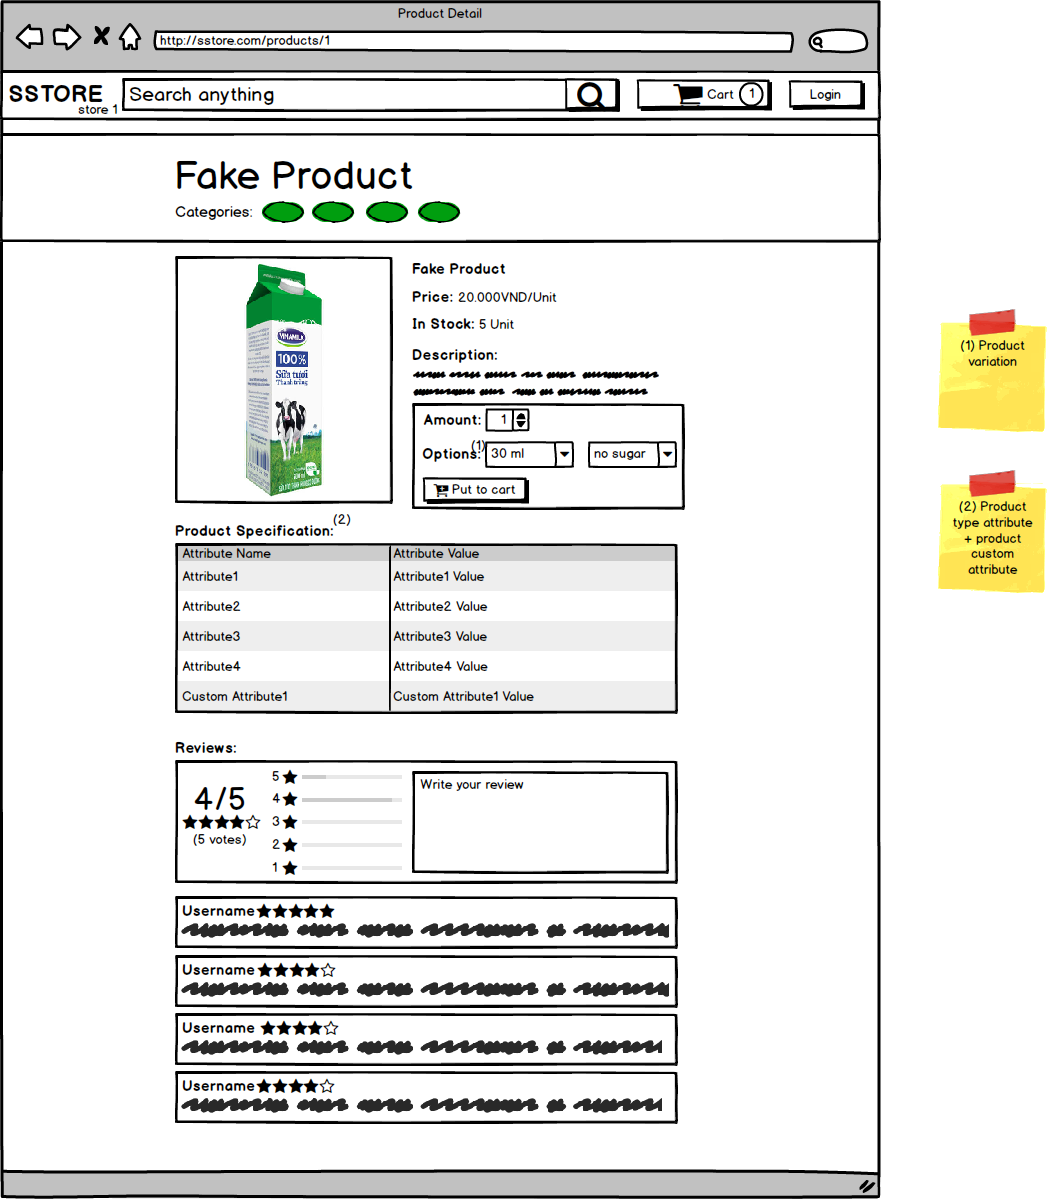 Product Detail
http://sstore.com/products/1
SSTORE
store 1
Search anything
Cart 1
Login
Fake Product
Categories:
VINAMILK
100%
Sữa tươi
Thanh trùng
Fake Product
Price: 20.000VND/Unit
In Stock: 5 Unit
Description:
Amount: 1
Options: (1) 30 ml no sugar
Put to cart
Product Specification: (2)
Attribute Name Attribute Value
Attribute1 Attribute1 Value
Attribute2 Attribute2 Value
Attribute3 Attribute3 Value
Attribute4 Attribute4 Value
Custom Attribute1 Custom Attribute1 Value
Reviews:
4/5
(5 votes)
5
4
3
2
1
Write your review
Username
Username
Username
Username
(1) Product
variation
(2) Product
type attribute
+ product
custom
attribute